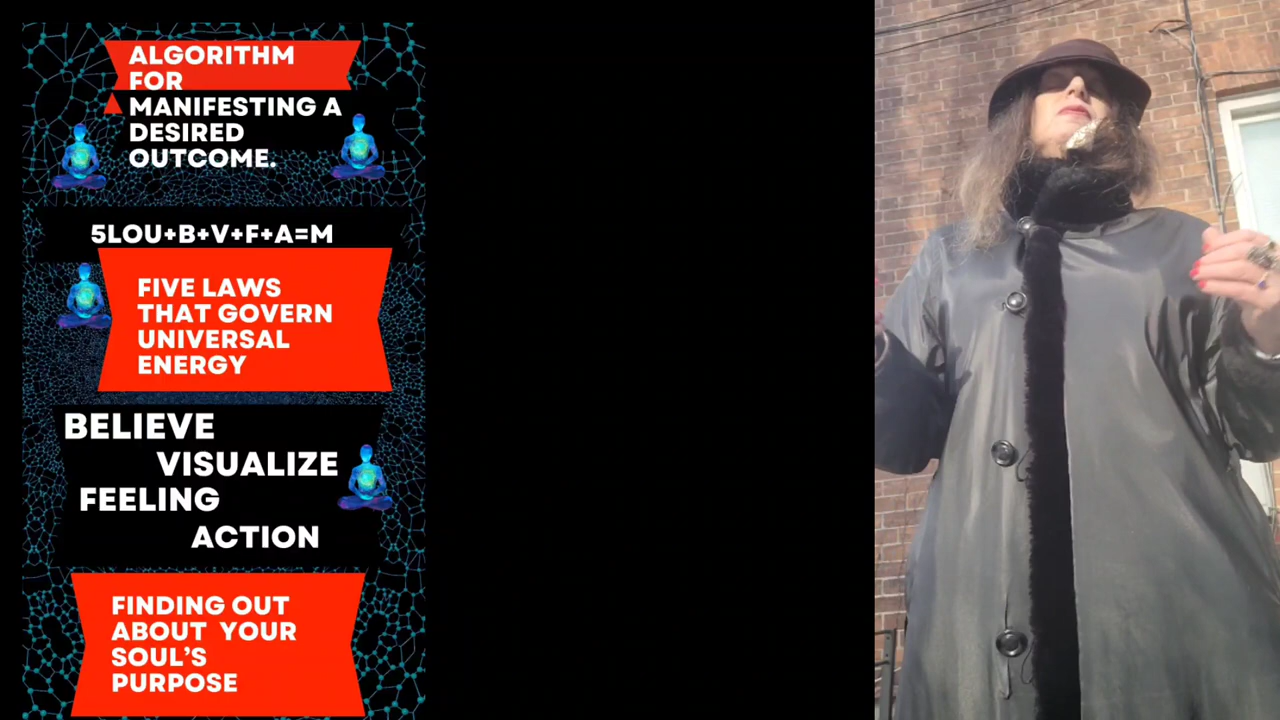 ALGORITHM
FOR
MANIFESTING A
DESIRED
OUTCOME.
5LOU+B+V+F+A=M
FIVE LAWS
THAT GOVERN
UNIVERSAL
ENERGY
BELIEVE
VISUALIZE
FEELING
ACTION
FINDING OUT
ABOUT YOUR
SOUL'S
PURPOSE